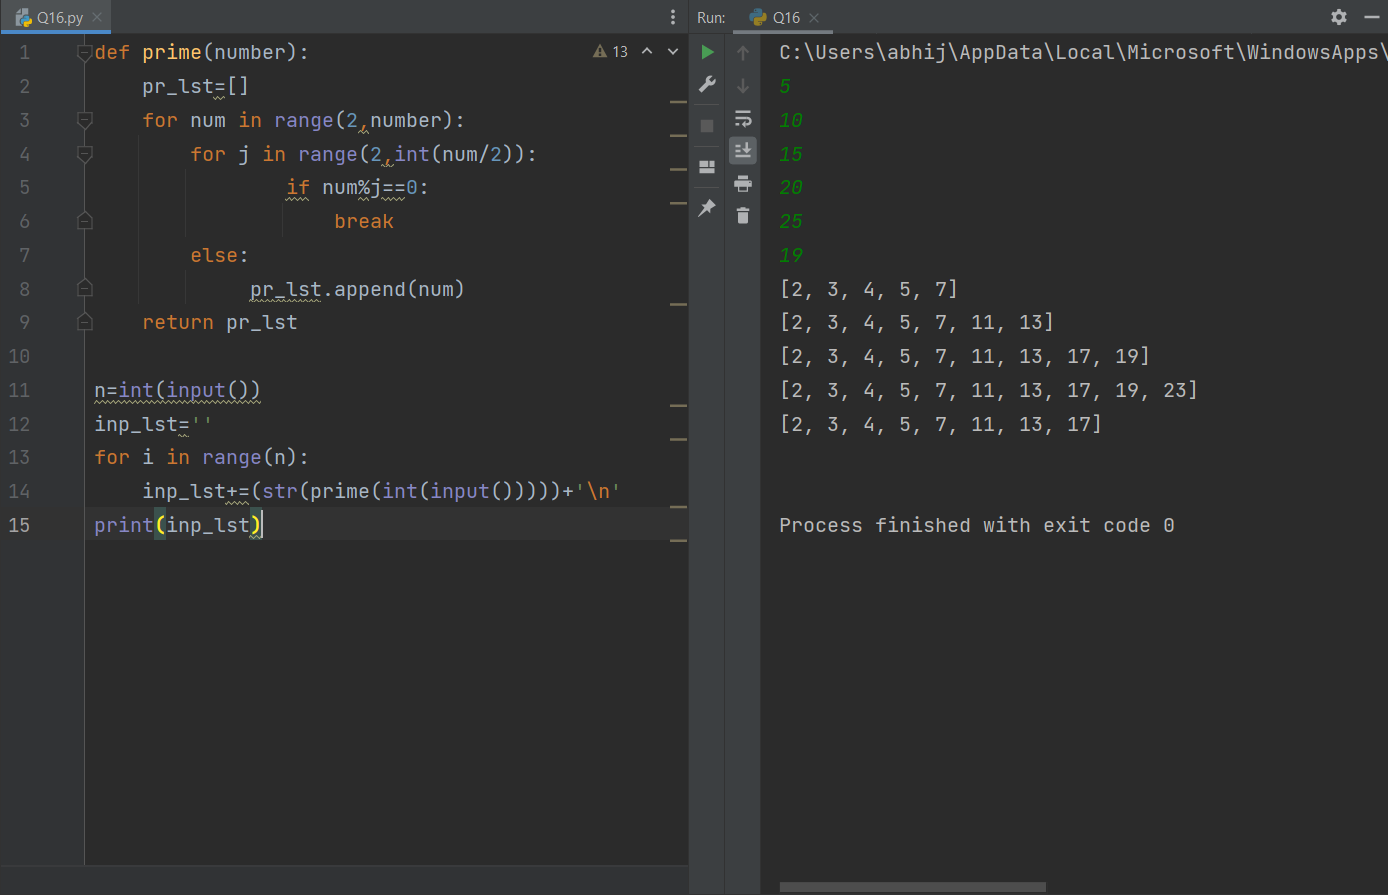 Q16.py
def prime(number):
13
    pr_lst=[]
    for num in range(2,number):
        for j in range(2,int(num/2)):
                if num%j==0:
                    break
        else:
             pr_lst.append(num)
    return pr_lst
n=int(input())
inp_lst=''
for i in range(n):
    inp_lst+=(str(prime(int(input()))))+'\n'
print(inp_lst)
1
2
3
4
5
6
7
8
9
10
11
12
13
14
15
Run:
Q16
C:\Users\abhij\AppData\Local\Microsoft\WindowsApps\
5
10
15
20
25
19
[2, 3, 4, 5, 7]
[2, 3, 4, 5, 7, 11, 13]
[2, 3, 4, 5, 7, 11, 13, 17, 19]
[2, 3, 4, 5, 7, 11, 13, 17, 19, 23]
[2, 3, 4, 5, 7, 11, 13, 17]
Process finished with exit code 0